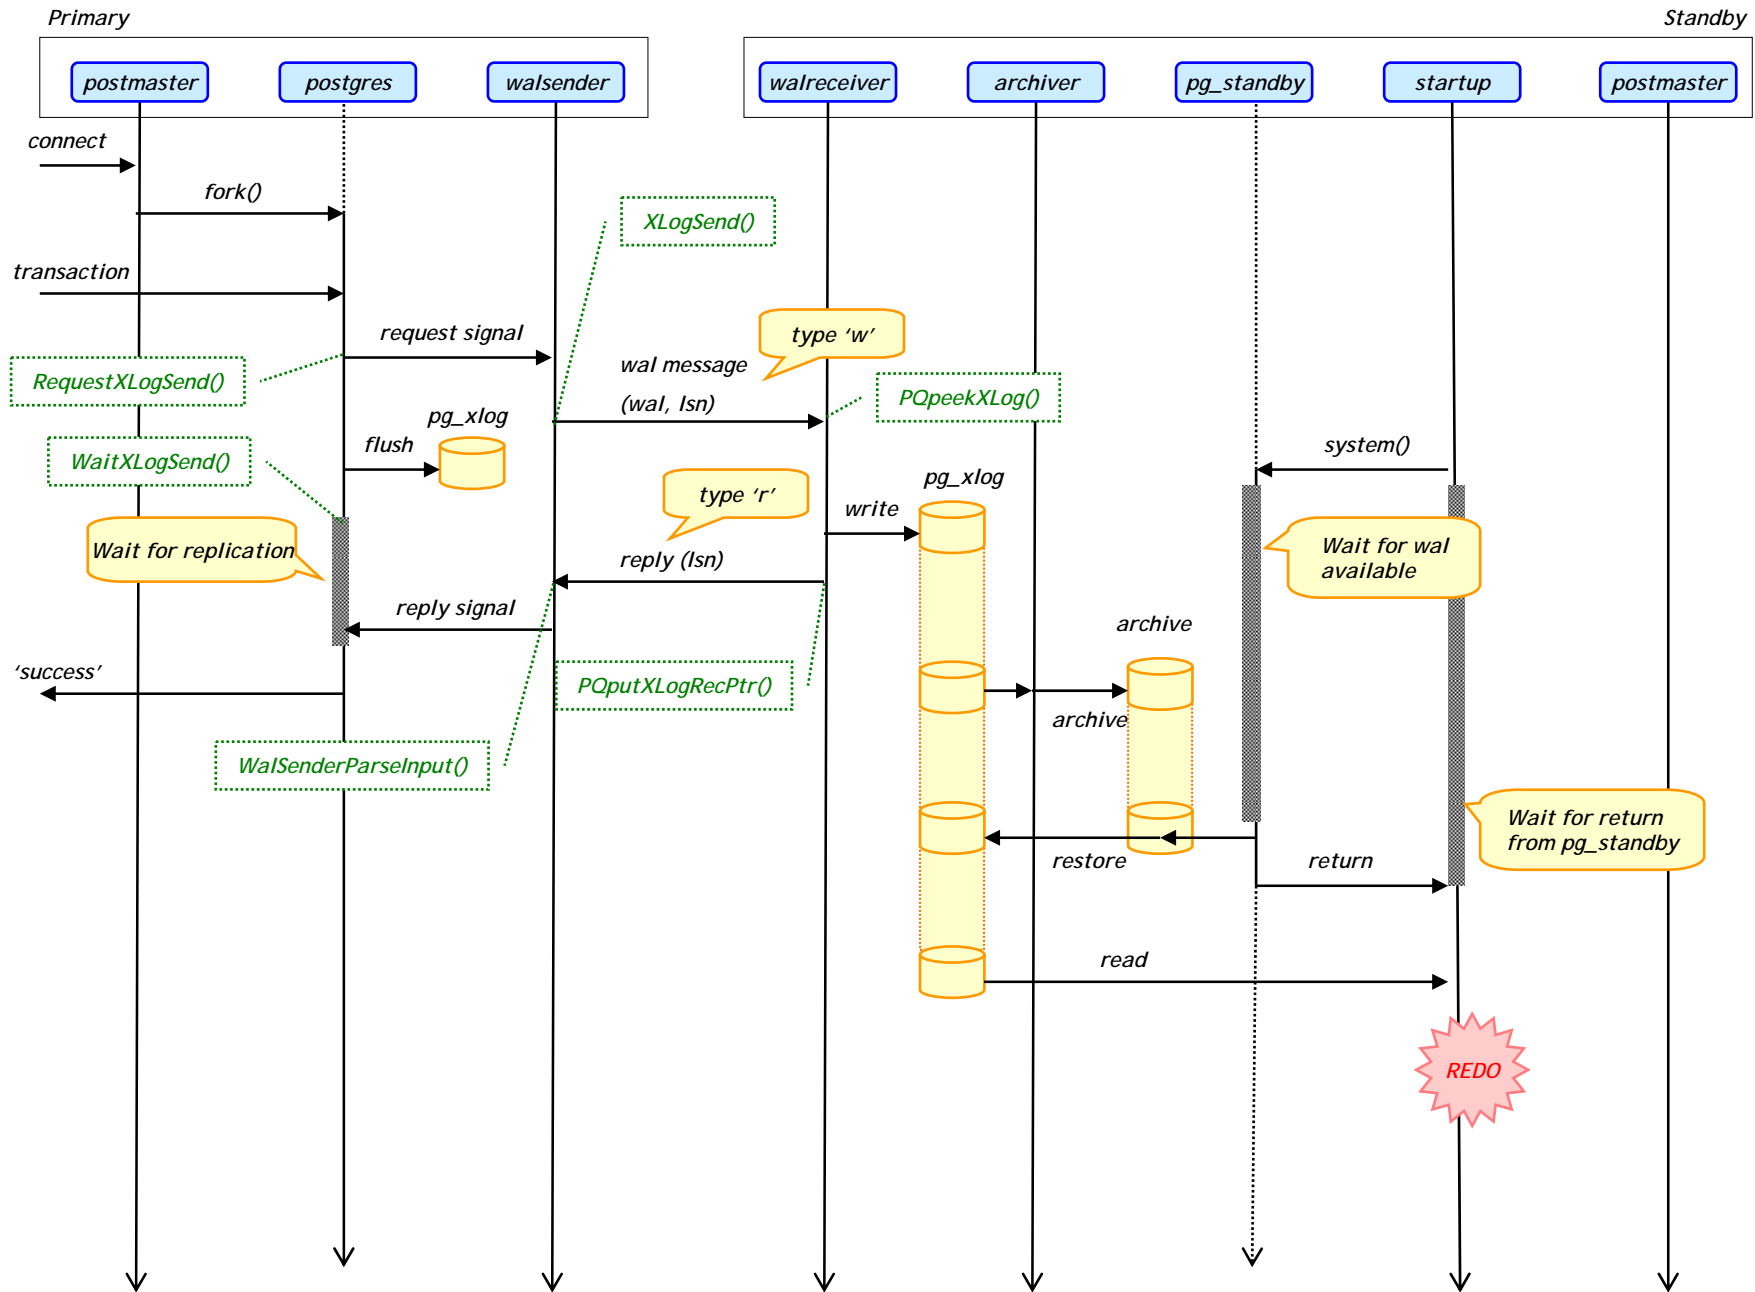 Primary
Standby
postmaster
postgres
walsender
walreceiver
archiver
pg_standby
startup
postmaster
connect
fork()
XLogSend()
transaction
request signal
type ‘w’
wal message
(wal, lsn)
RequestXLogSend()
PQpeekXLog()
pg_xlog
flush
system()
WaitXLogSend()
pg_xlog
type ‘r’
write
Wait for replication
Wait for wal
available
reply (lsn)
reply signal
archive
‘success’
PQputXLogRecPtr()
archive
WalSenderParseInput()
Wait for return
from pg_standby
restore
return
read
REDO